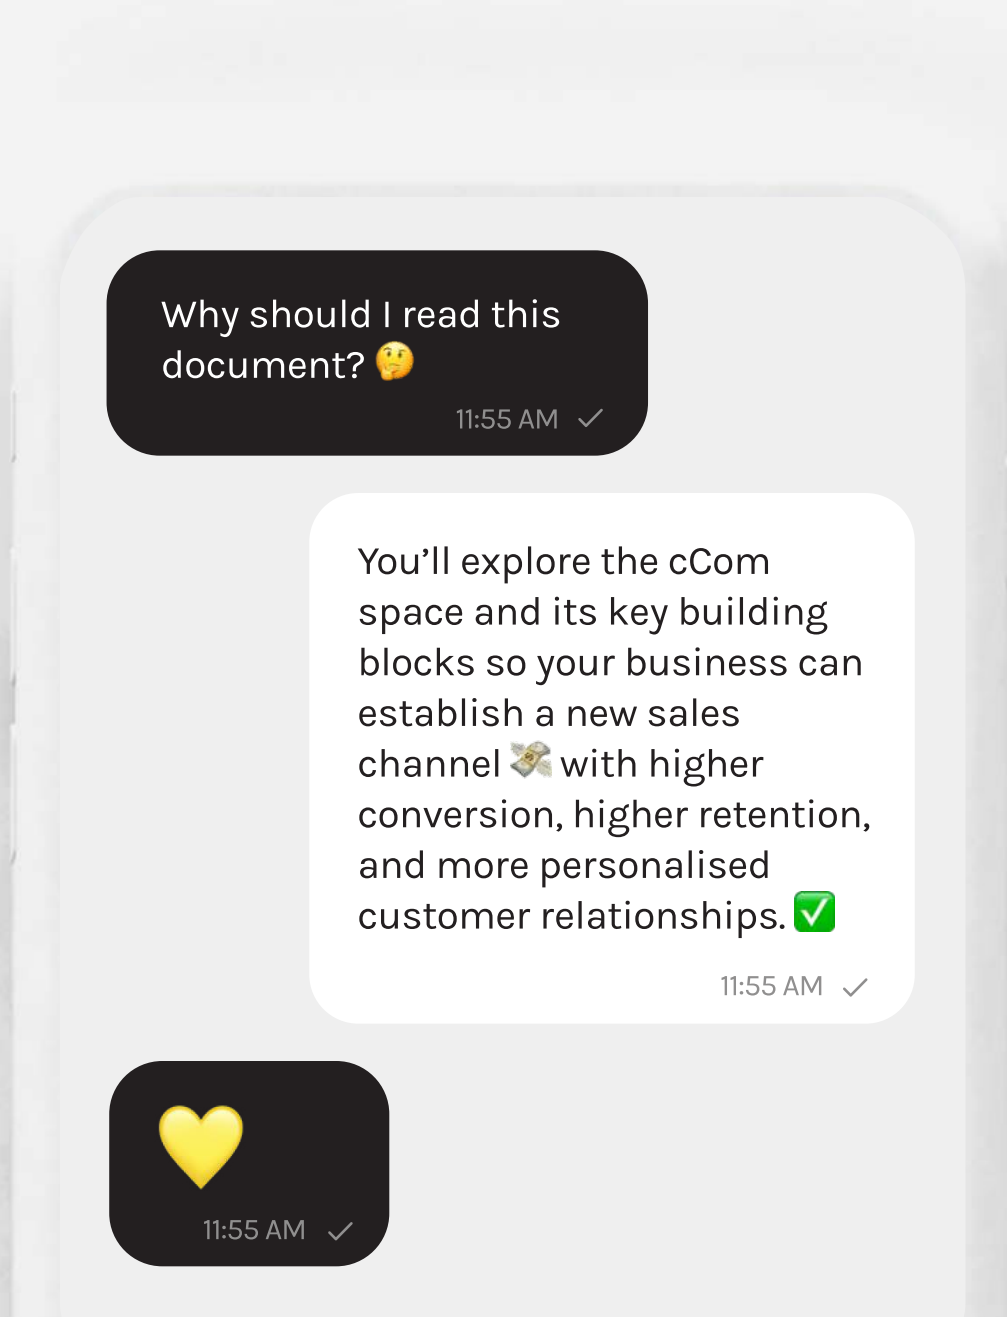 Why should I read this
document? 🤔
11:55 AM ✓
You’ll explore the cCom
space and its key building
blocks so your business can
establish a new sales
channel 💸 with higher
conversion, higher retention,
and more personalised
customer relationships. ✅
11:55 AM ✓
💛
11:55 AM ✓